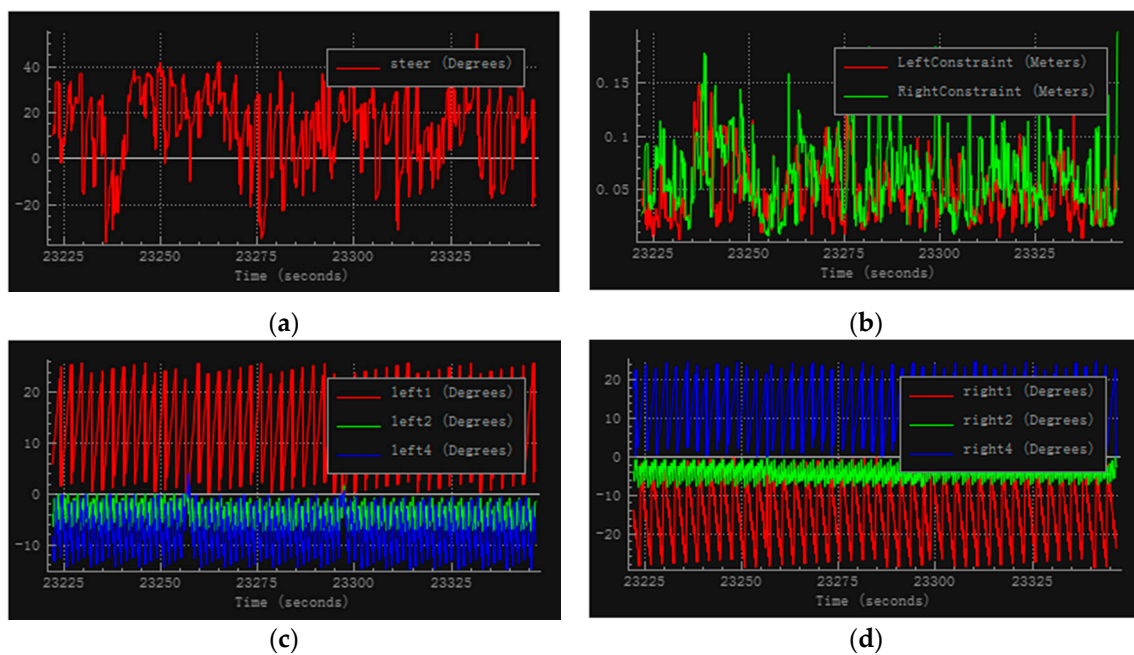 steer (Degrees)
40
20
0
-20
23225
23250
23275
23300
23325
Time (seconds)
(a)
LeftConstraint (Meters)
RightConstraint (Meters)
0.15
0.1
0.05
23225
23250
23275
23300
23325
Time (seconds)
(b)
left1 (Degrees)
left2 (Degrees)
left4 (Degrees)
20
10
0
-10
23225
23250
23275
23300
23325
Time (seconds)
(c)
right1 (Degrees)
right2 (Degrees)
right4 (Degrees)
20
10
0
-10
-20
23225
23250
23275
23300
23325
Time (seconds)
(d)